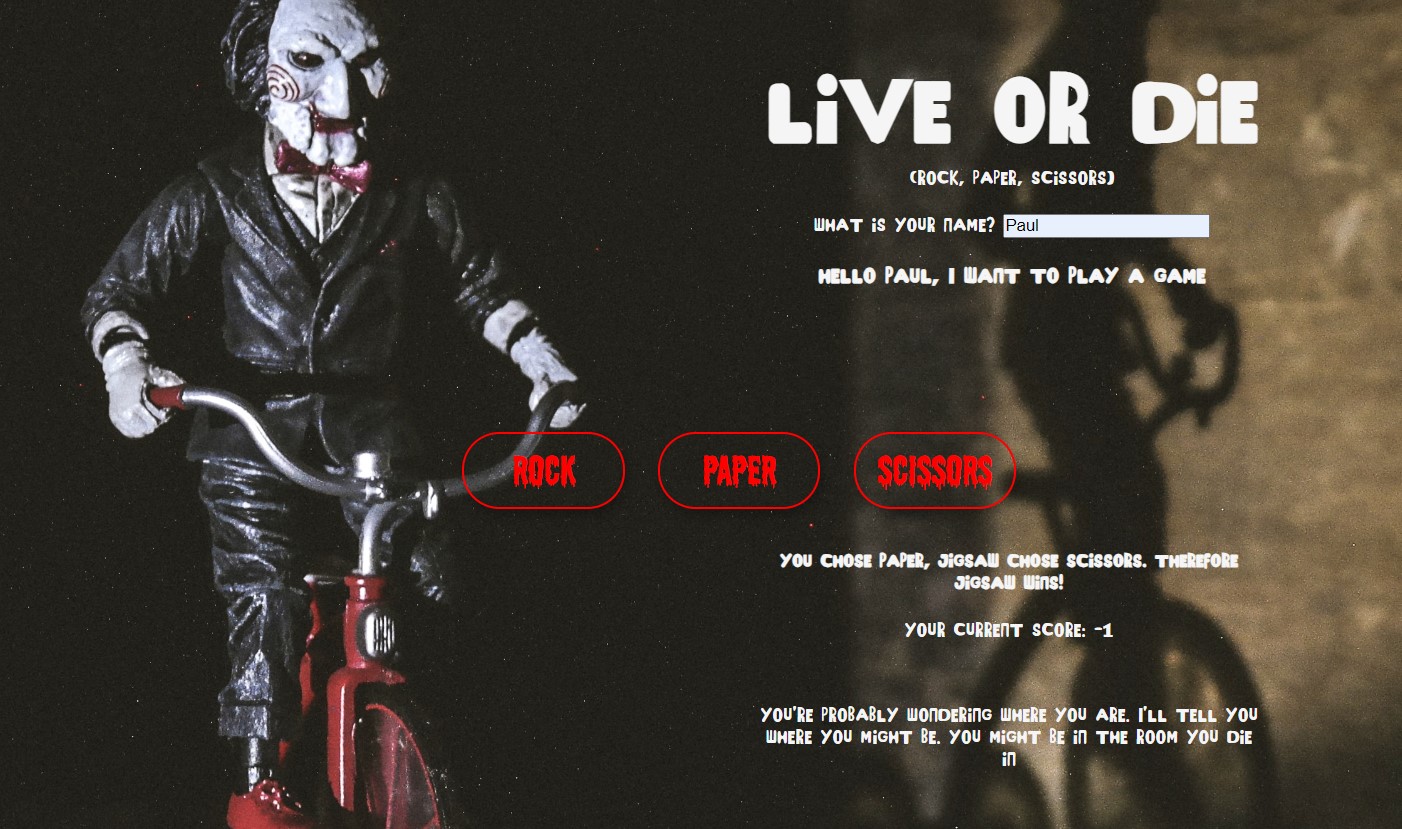 LIVE OR DIE
(ROCK, PAPER, SCISSORS)
WHAT IS YOUR NAME? Paul
HELLO PAUL, I WANT TO PLAY A GAME
ROCK PAPER SCISSORS
YOU CHOSE PAPER, JIGSAW CHOSE SCISSORS. THEREFORE
JIGSAW WINS!
YOUR CURRENT SCORE: -1
YOU'RE PROBABLY WONDERING WHERE YOU ARE. I'LL TELL YOU
WHERE YOU MIGHT BE. YOU MIGHT BE IN THE ROOM YOU DIE
IN